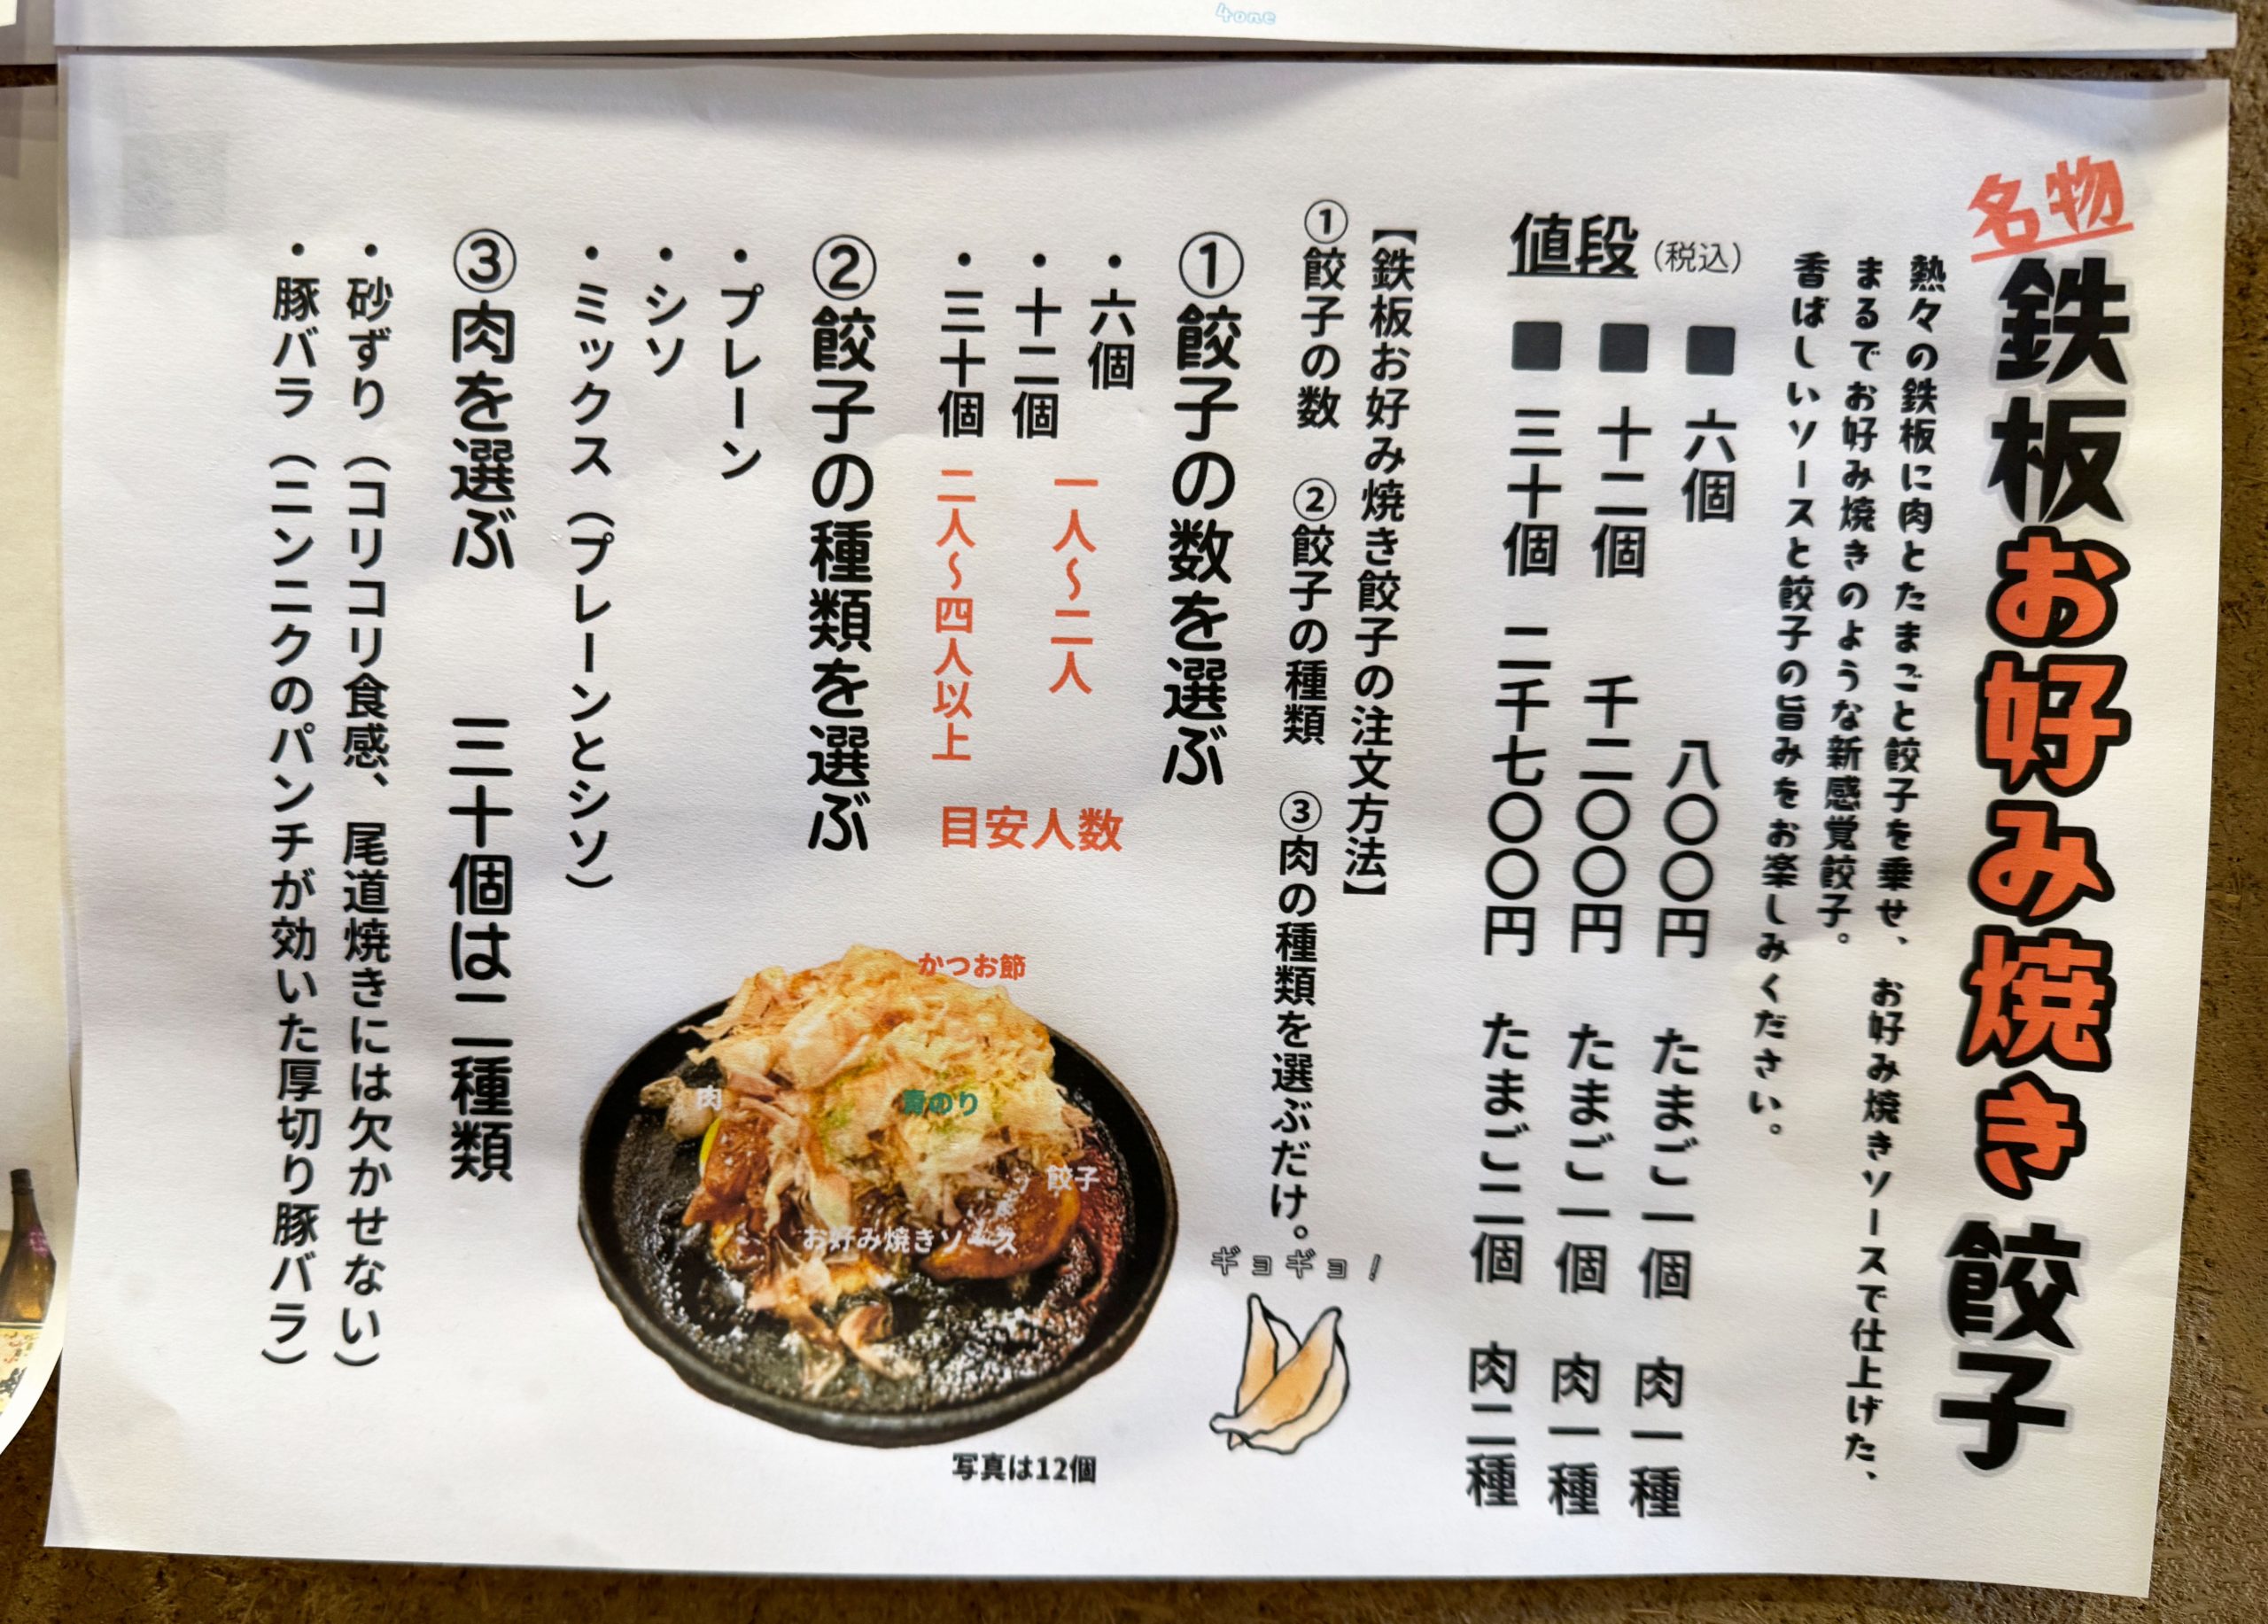 4one
名物
鉄板お好み焼き餃子
熱々の鉄板に肉とたまごと餃子を乗せ、お好み焼きソースで仕上げた、
まるでお好み焼きのような新感覚餃子。
香ばしいソースと餃子の旨みをお楽しみください。
値段（税込）
■ 六個 八〇〇円 たまご一個 肉一種
■ 十二個 千二〇〇円 たまご一個 肉一種
■ 三十個 二千七〇〇円 たまご二個 肉二種
【鉄板お好み焼き餃子の注文方法】
①餃子の数 ②餃子の種類 ③肉の種類を選ぶだけ。
ギョギョ！
①餃子の数を選ぶ
・六個
・十二個 一人〜二人
・三十個 二人〜四人以上
目安人数
②餃子の種類を選ぶ
・プレーン
・シソ
・ミックス（プレーンとシソ）
③肉を選ぶ 三十個は二種類
・砂ずり（コリコリ食感、尾道焼きには欠かせない）
・豚バラ（ニンニクのパンチが効いた厚切り豚バラ）
かつお節
肉
青のり
餃子
お好み焼きソース
写真は12個